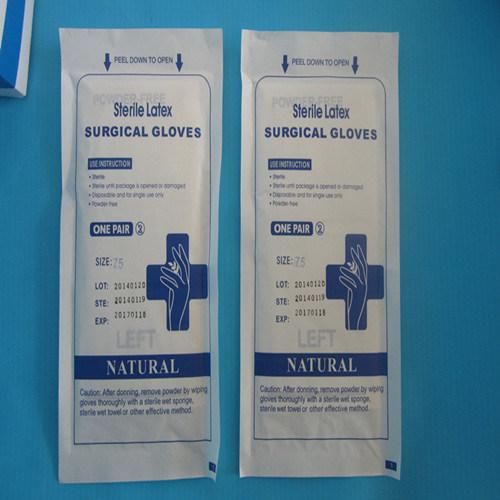 PEEL DOWN TO OPEN
POWDER-FREE
Sterile Latex
SURGICAL GLOVES
USE INSTRUCTION
• Sterile
• Sterile until package is opened or damaged
• Disposable and for single use only
• Powder-free
ONE PAIR 2
SIZE: 7.5
LOT: 20140120
STE: 20140119
EXP: 20170118
LEFT
NATURAL
Caution: After donning, remove powder by wiping
gloves thoroughly with a sterile wet sponge,
sterile wet towel or other effective method.
1
PEEL DOWN TO OPEN
POWDER-FREE
Sterile Latex
SURGICAL GLOVES
USE INSTRUCTION
• Sterile
• Sterile until package is opened or damaged
• Disposable and for single use only
• Powder-free
ONE PAIR 2
SIZE: 7.5
LOT: 20140120
STE: 20140119
EXP: 20170118
LEFT
NATURAL
Caution: After donning, remove powder by wiping
gloves thoroughly with a sterile wet sponge,
sterile wet towel or other effective method.
1